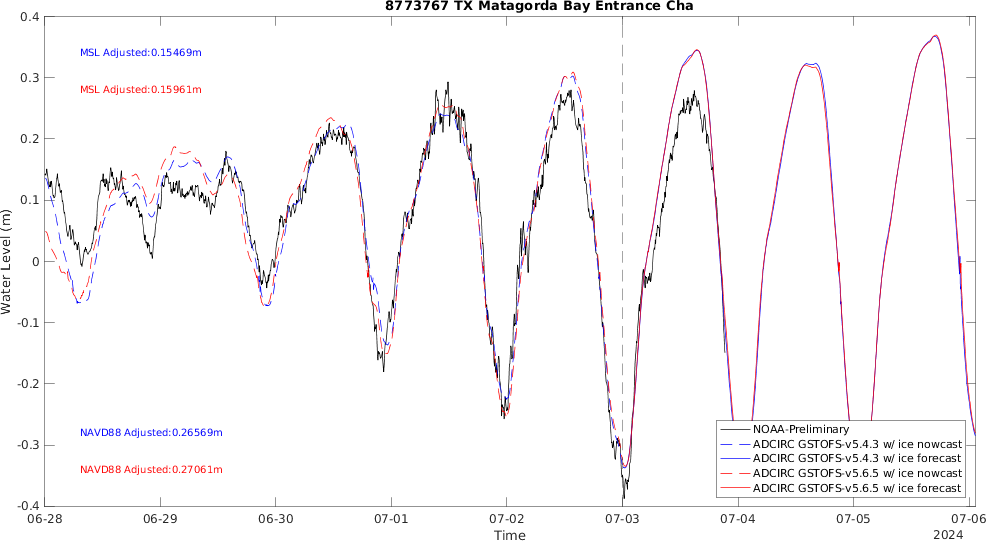 8773767 TX Matagorda Bay Entrance Cha
0.4
0.3
0.2
0.1
0
-0.1
-0.2
-0.3
-0.4
Water Level (m)
MSL Adjusted:0.15469m
MSL Adjusted:0.15961m
NAVD88 Adjusted:0.26569m
NAVD88 Adjusted:0.27061m
NOAA-Preliminary
ADCIRC GSTOFS-v5.4.3 w/ ice nowcast
ADCIRC GSTOFS-v5.4.3 w/ ice forecast
ADCIRC GSTOFS-v5.6.5 w/ ice nowcast
ADCIRC GSTOFS-v5.6.5 w/ ice forecast
06-28 06-29 06-30 07-01 07-02 07-03 07-04 07-05 07-06
Time
2024